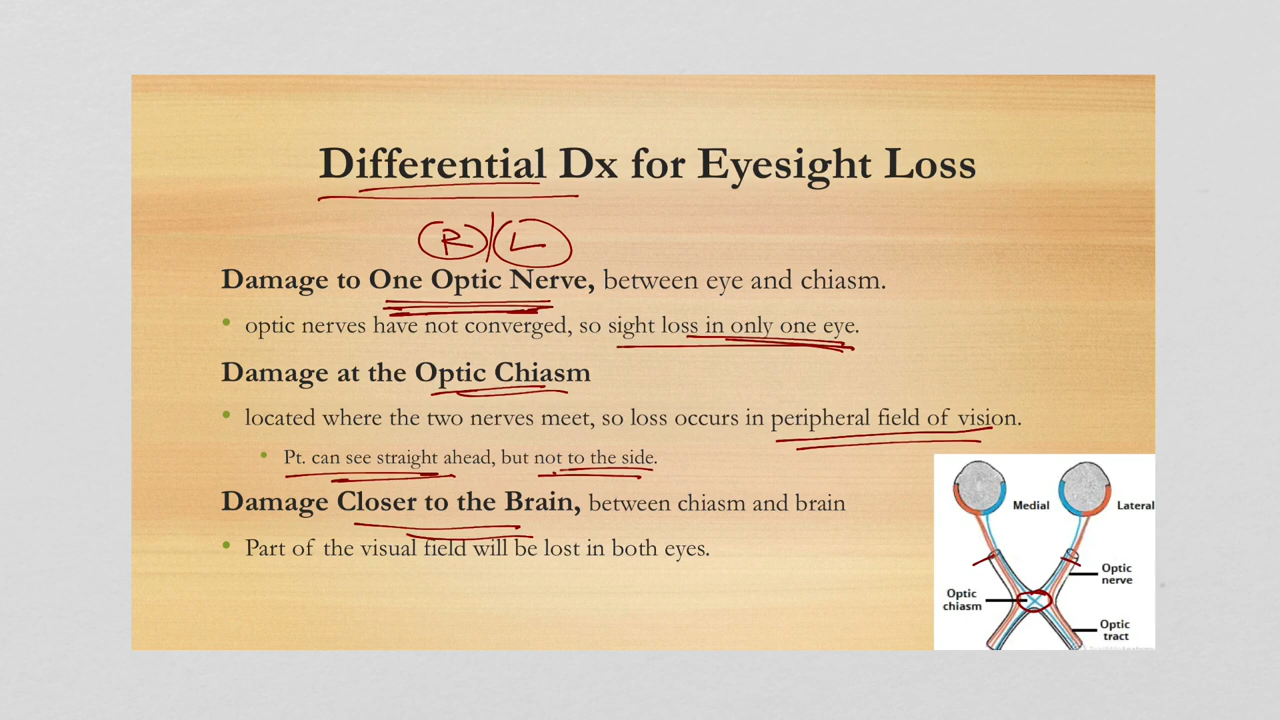 Differential Dx for Eyesight Loss
R L
Damage to One Optic Nerve, between eye and chiasm.
• optic nerves have not converged, so sight loss in only one eye.
Damage at the Optic Chiasm
• located where the two nerves meet, so loss occurs in peripheral field of vision.
• Pt. can see straight ahead, but not to the side.
Damage Closer to the Brain, between chiasm and brain
• Part of the visual field will be lost in both eyes.
Medial
Lateral
Optic
nerve
Optic
chiasm
Optic
tract